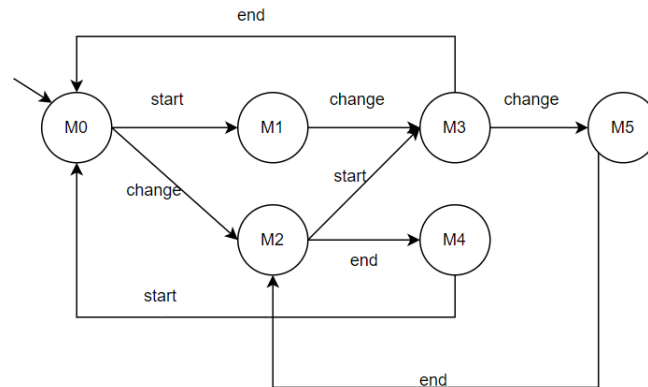 end
start
change
change
M0
M1
M3
M5
change
start
M2
M4
end
start
end